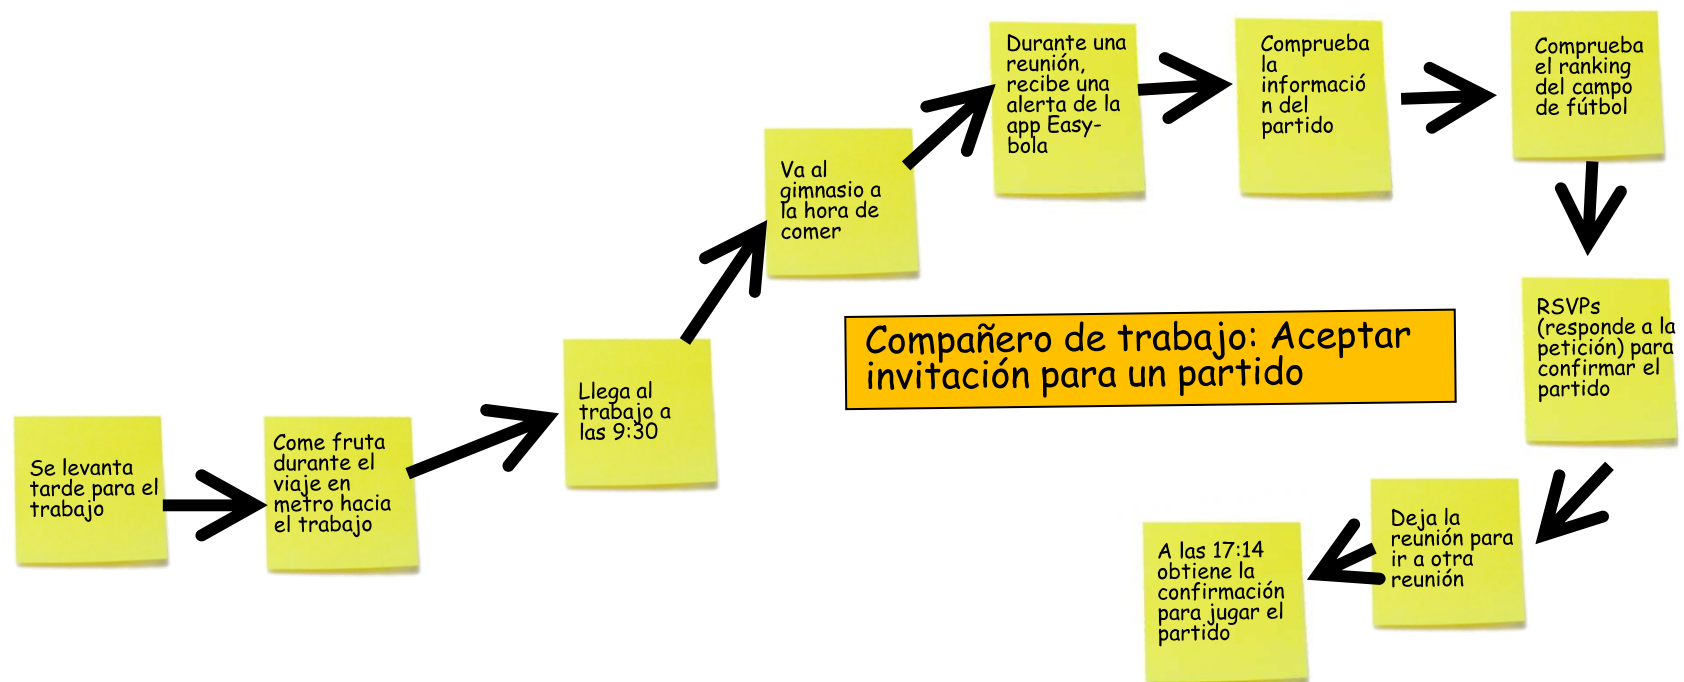 Se levanta
tarde para el
trabajo
Come fruta
durante el
viaje en
metro hacia
el trabajo
Llega al
trabajo a
las 9:30
Va al
gimnasio a
la hora de
comer
Durante una
reunión,
recibe una
alerta de la
app Easy-
bola
Comprueba
la
informació
n del
partido
Comprueba
el ranking
del campo
de fútbol
RSVPs
(responde a la
petición) para
confirmar el
partido
Deja la
reunión para
ir a otra
reunión
A las 17:14
obtiene la
confirmación
para jugar el
partido
Compañero de trabajo: Aceptar
invitación para un partido